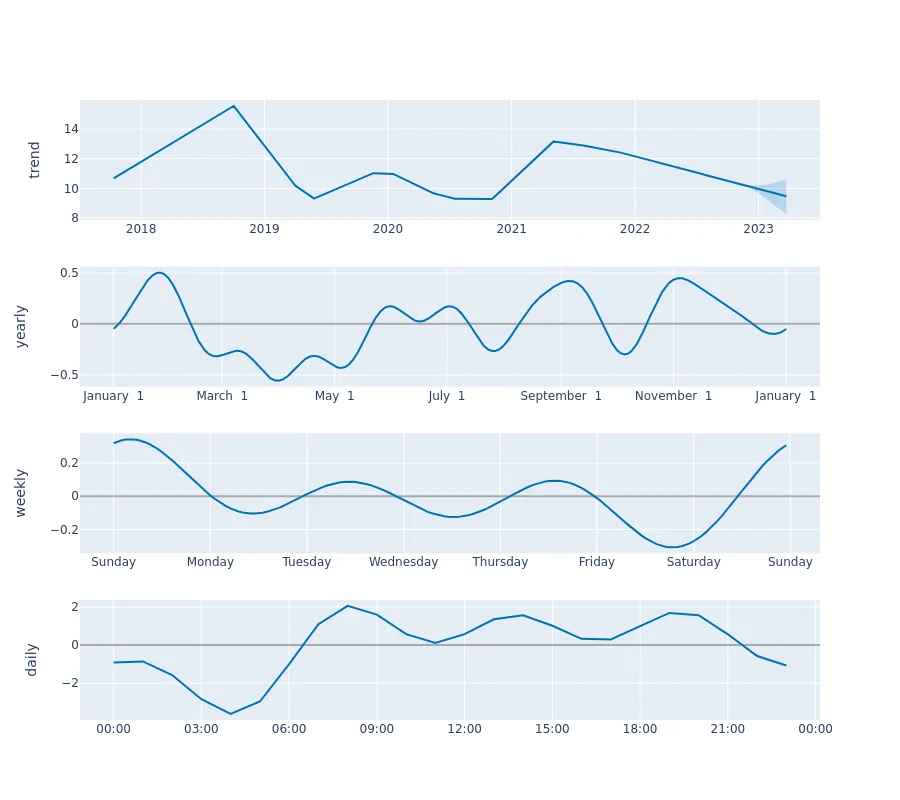 trend
14
12
10
8
2018 2019 2020 2021 2022 2023
yearly
0.5
0
−0.5
January 1 March 1 May 1 July 1 September 1 November 1 January 1
weekly
0.2
0
−0.2
Sunday Monday Tuesday Wednesday Thursday Friday Saturday Sunday
daily
2
0
−2
00:00 03:00 06:00 09:00 12:00 15:00 18:00 21:00 00:00